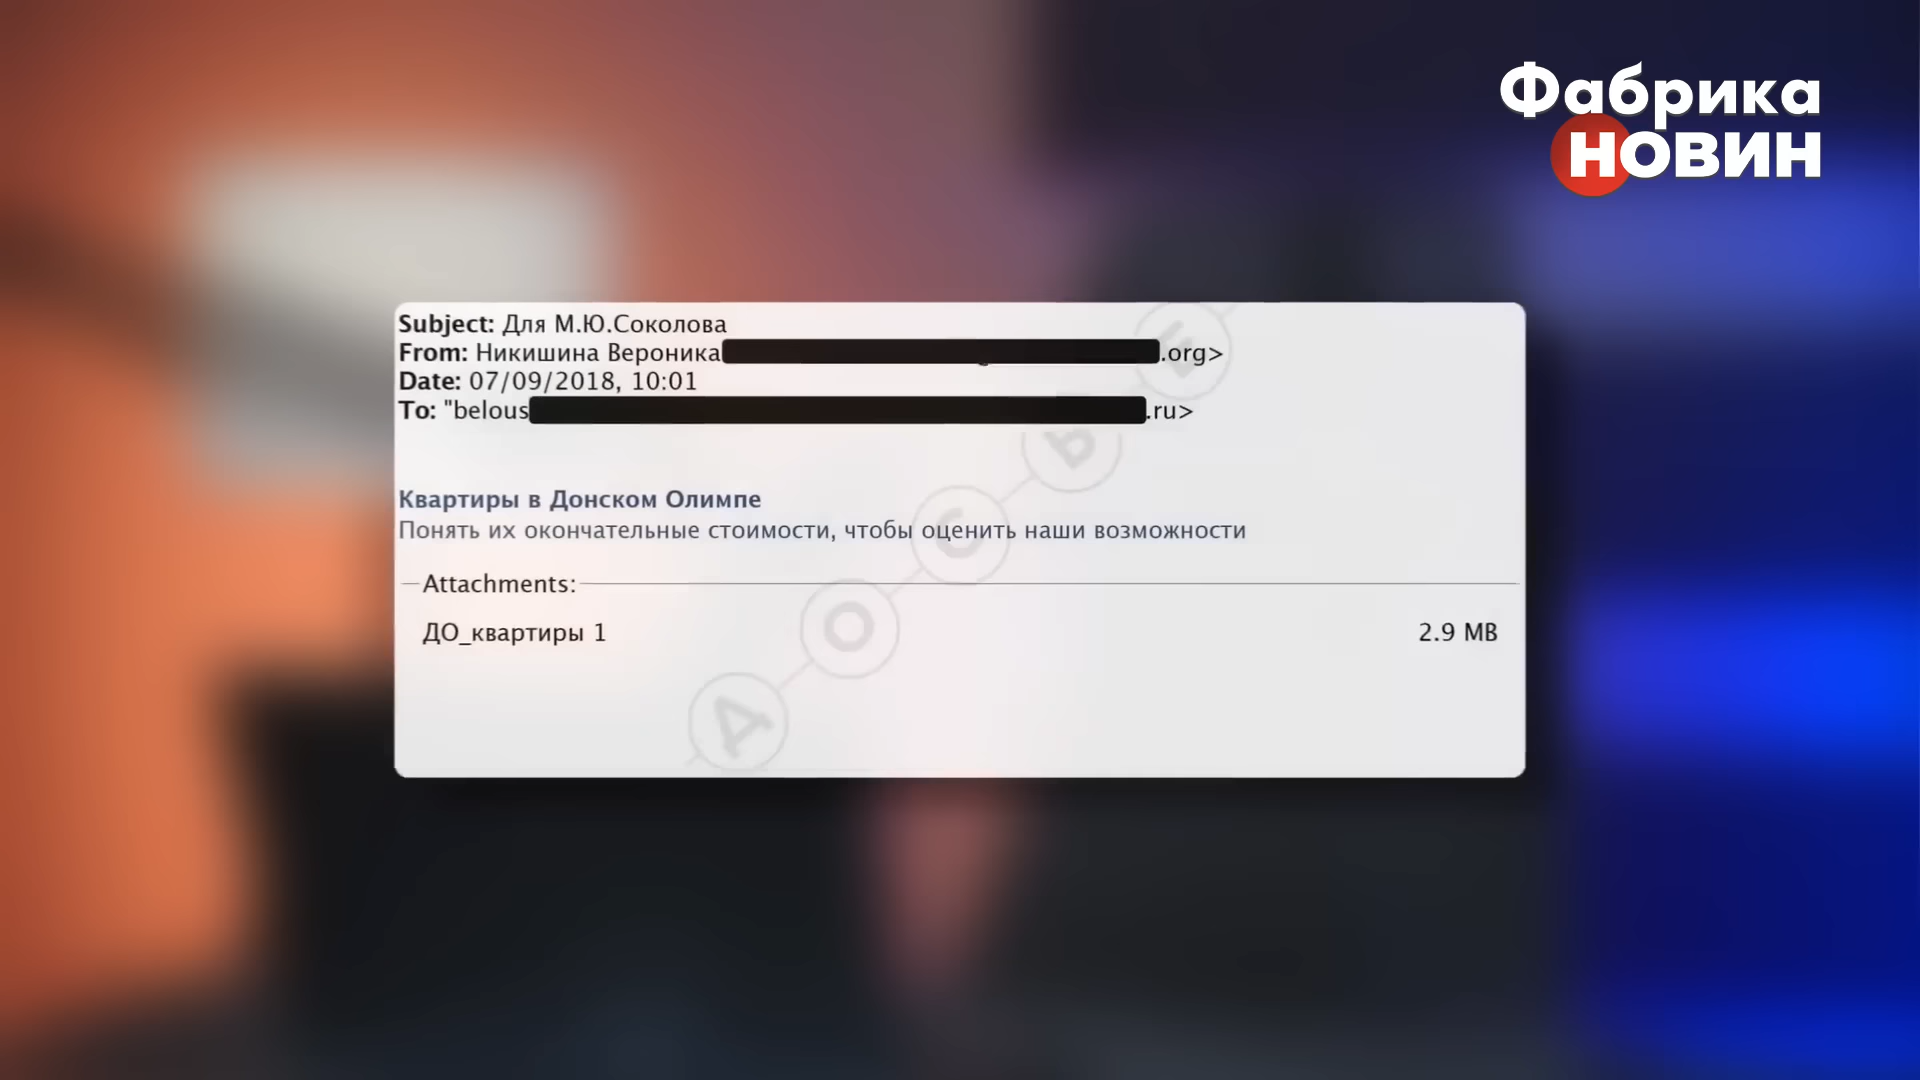 Фабрика
новин
Subject: Для М.Ю.Соколова
From: Никишина Вероника .org>
Date: 07/09/2018, 10:01
To: "belous .ru>
Квартиры в Донском Олимпе
Понять их окончательные стоимости, чтобы оценить наши возможности
Attachments:
ДО_квартиры 1 2.9 MB
ДОСЬЕ